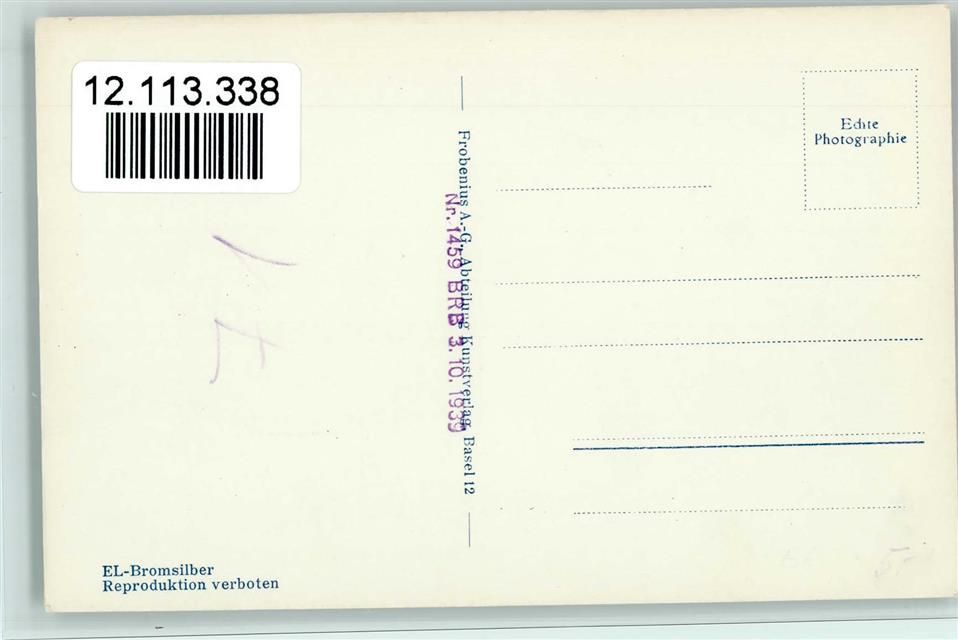 12.113.338
Echte
Photographie
Frobenius A.-G., Abteilung Kunstverlag, Basel 12
Nr. 1459 BRB 3. 10. 1939
EL-Bromsilber
Reproduktion verboten
5-